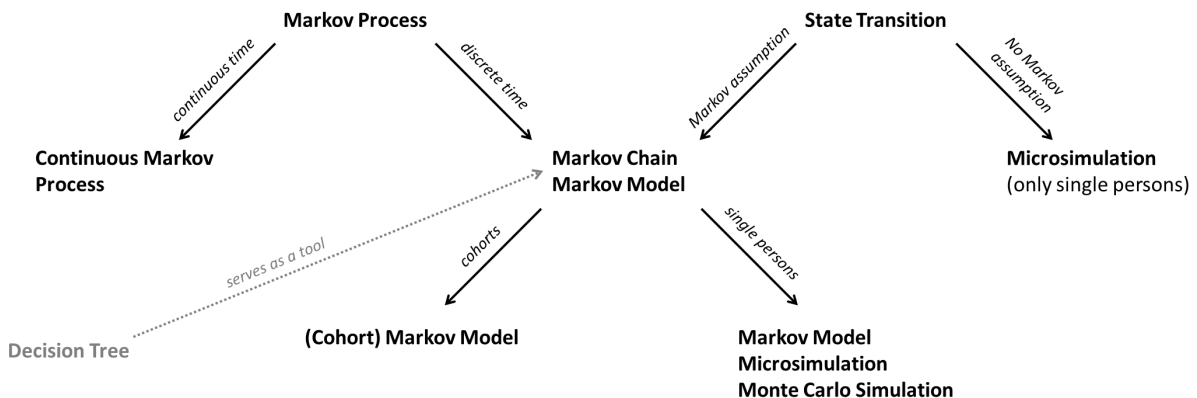 Markov Process
State Transition
continuous time
discrete time
Markov assumption
No Markov
assumption
Continuous Markov
Process
Markov Chain
Markov Model
Microsimulation
(only single persons)
serves as a tool
cohorts
single persons
Decision Tree
(Cohort) Markov Model
Markov Model
Microsimulation
Monte Carlo Simulation